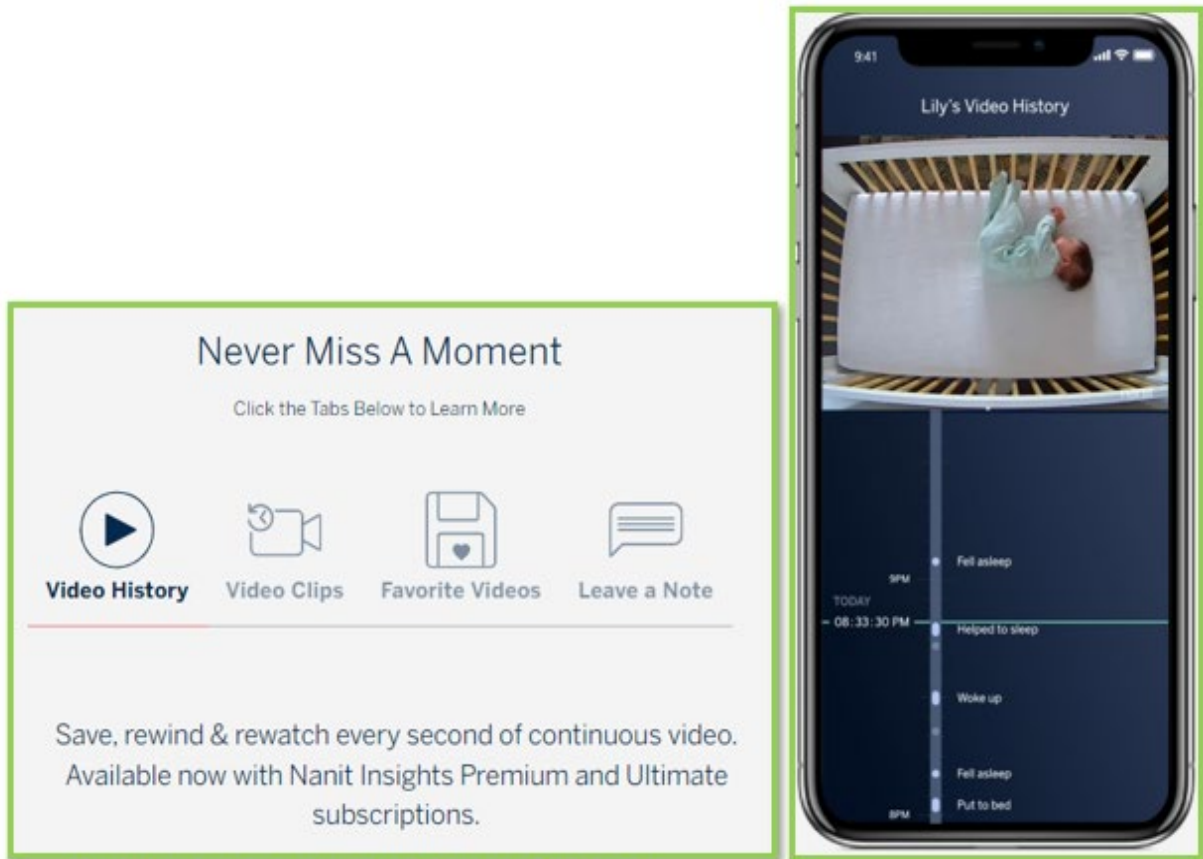 Never Miss A Moment
Click the Tabs Below to Learn More
Video History
Video Clips
Favorite Videos
Leave a Note
Save, rewind & rewatch every second of continuous video.
Available now with Nanit Insights Premium and Ultimate
subscriptions.
9:41
Lily's Video History
Fell asleep
9PM
TODAY
08:33:30 PM
Helped to sleep
Woke up
Fell asleep
Put to bed
8PM